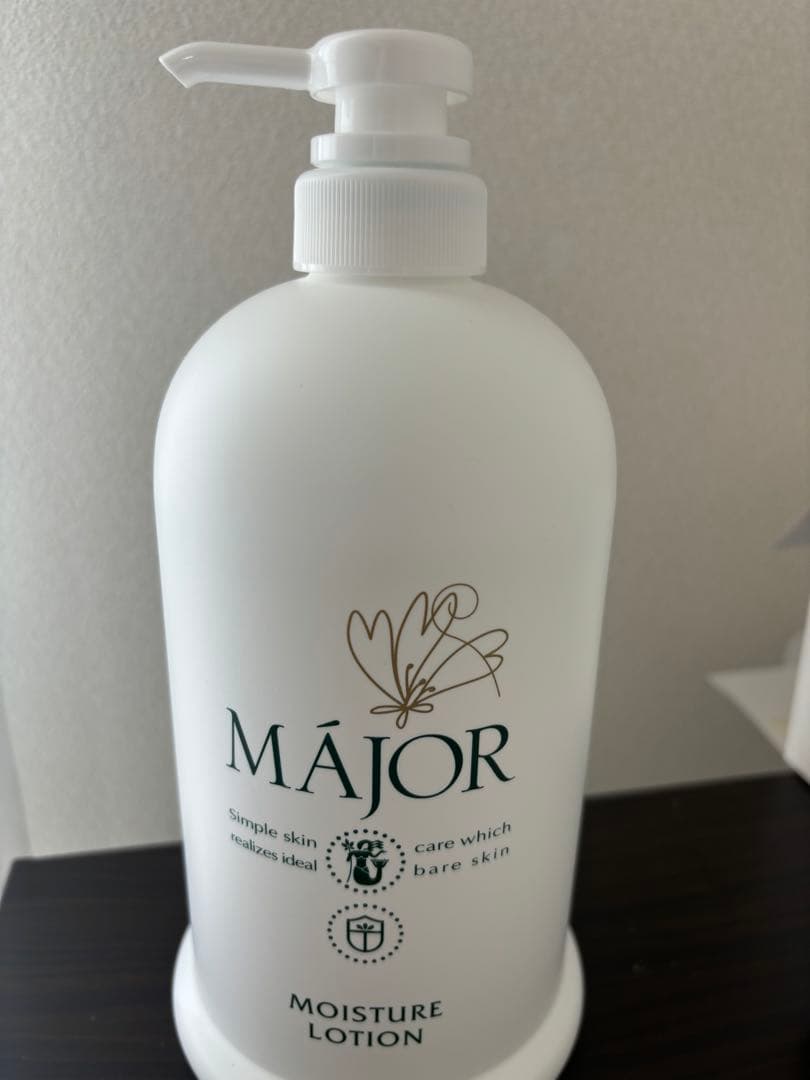 MÁJOR
Simple skin care which
realizes ideal bare skin
MOISTURE
LOTION